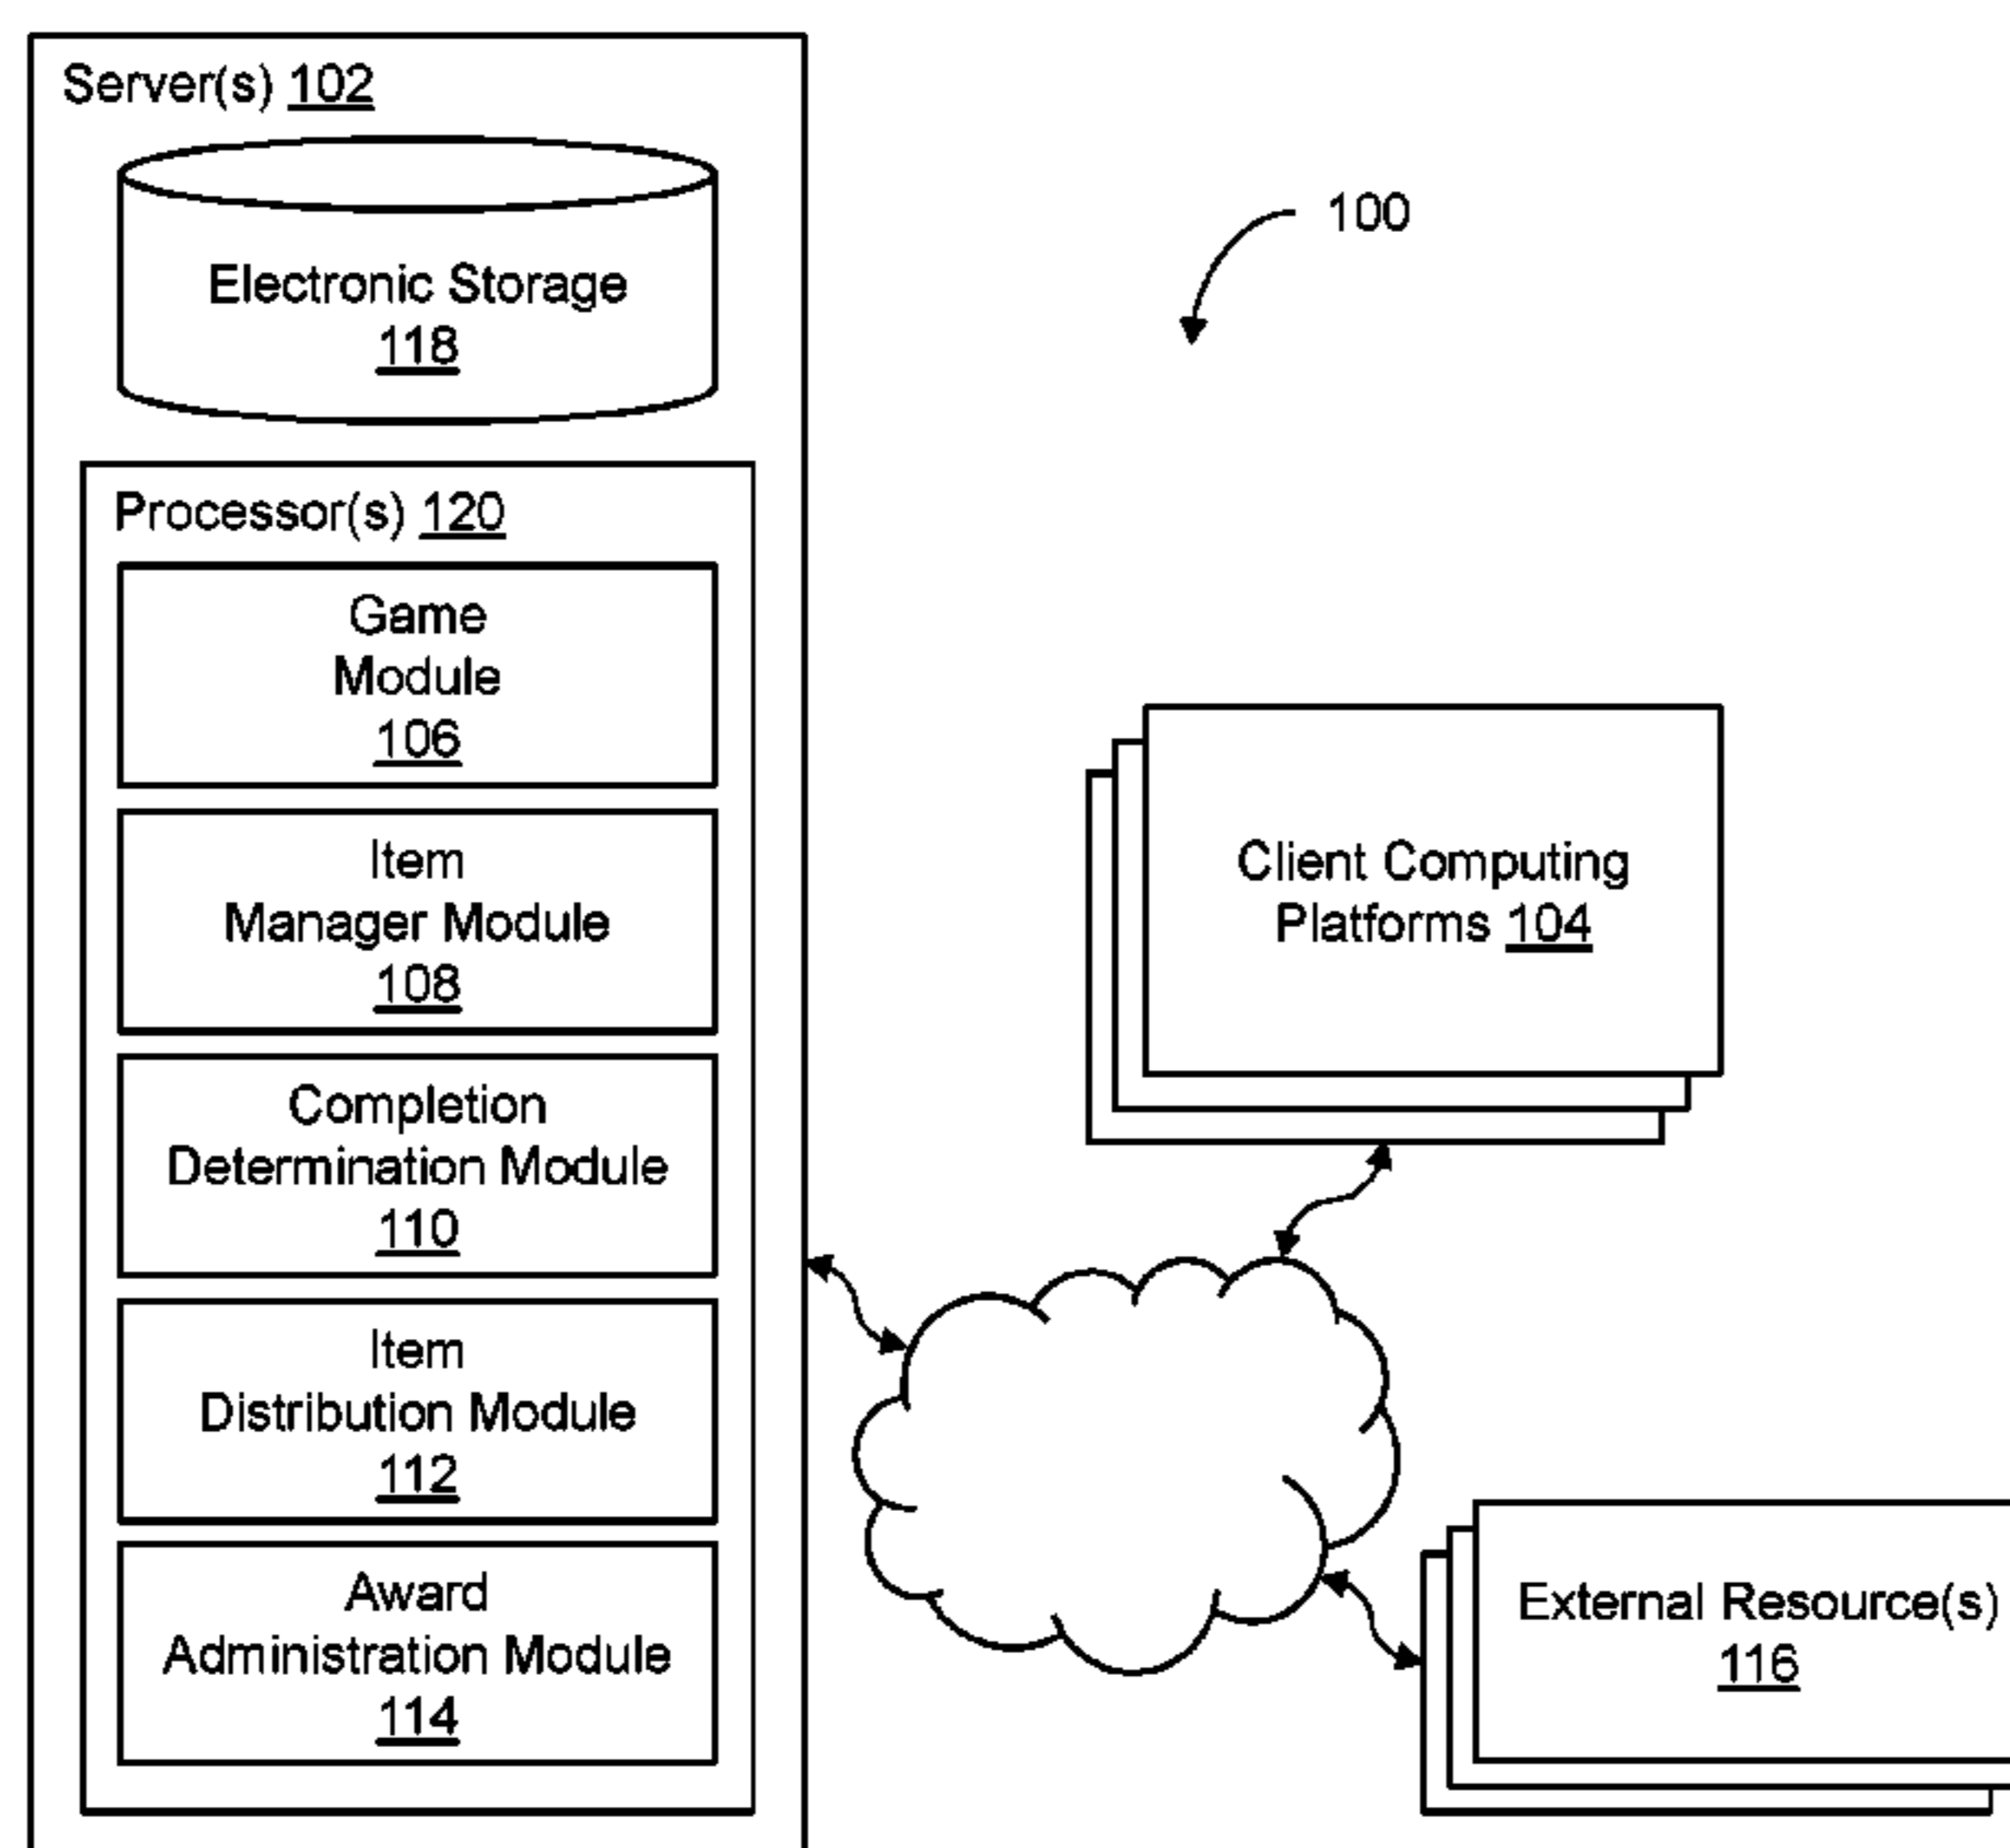 Server(s) 102
Electronic Storage
118
100
Processor(s) 120
Game
Module
106
Item
Manager Module
108
Completion
Determination Module
110
Item
Distribution Module
112
Award
Administration Module
114
Client Computing
Platforms 104
External Resource(s)
116